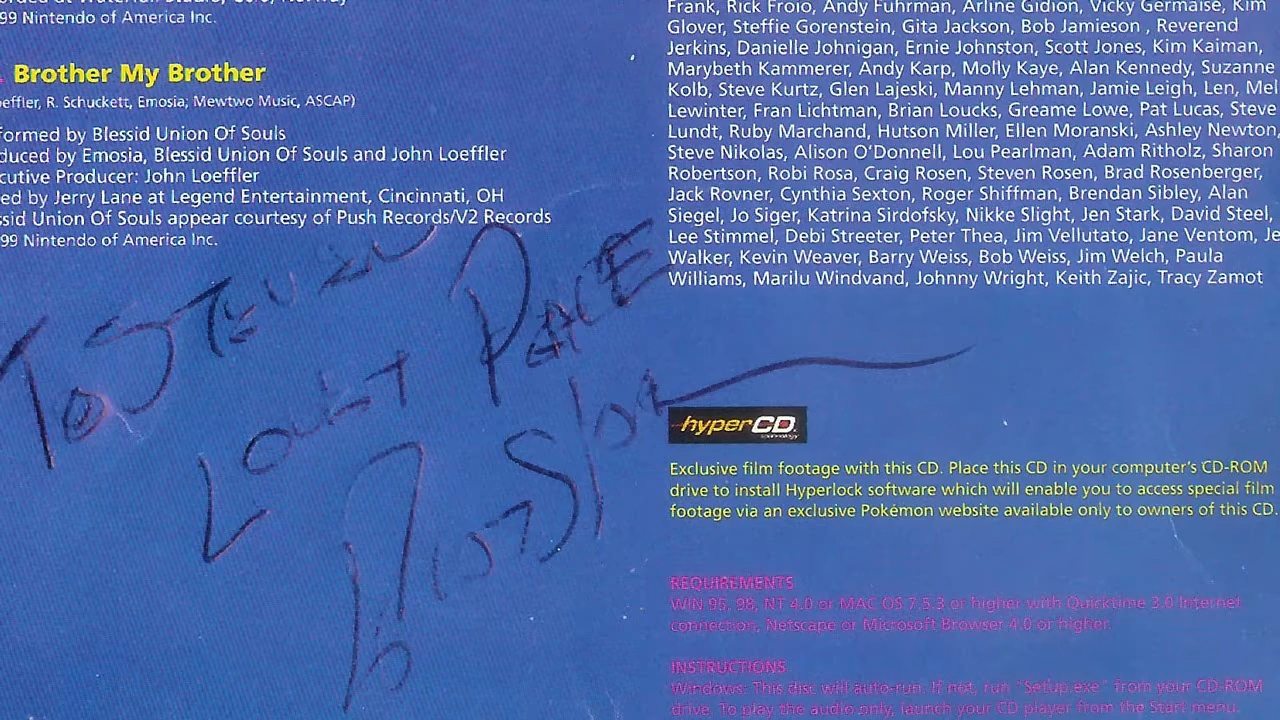 99 Nintendo of America Inc.
Brother My Brother
oeffler, R. Schuckett, Emosia; Mewtwo Music, ASCAP)
formed by Blessid Union Of Souls
duced by Emosia, Blessid Union Of Souls and John Loeffler
cutive Producer: John Loeffler
ed by Jerry Lane at Legend Entertainment, Cincinnati, OH
ssid Union Of Souls appear courtesy of Push Records/V2 Records
99 Nintendo of America Inc.
To STEVEN
PEACE
Frank, Rick Froio, Andy Fuhrman, Arline Gidion, Vicky Germaise, Kim
Glover, Steffie Gorenstein, Gita Jackson, Bob Jamieson , Reverend
Jerkins, Danielle Johnigan, Ernie Johnston, Scott Jones, Kim Kaiman,
Marybeth Kammerer, Andy Karp, Molly Kaye, Alan Kennedy, Suzanne
Kolb, Steve Kurtz, Glen Lajeski, Manny Lehman, Jamie Leigh, Len, Mel
Lewinter, Fran Lichtman, Brian Loucks, Greame Lowe, Pat Lucas, Steve
Lundt, Ruby Marchand, Hutson Miller, Ellen Moranski, Ashley Newton,
Steve Nikolas, Alison O'Donnell, Lou Pearlman, Adam Ritholz, Sharon
Robertson, Robi Rosa, Craig Rosen, Steven Rosen, Brad Rosenberger,
Jack Rovner, Cynthia Sexton, Roger Shiffman, Brendan Sibley, Alan
Siegel, Jo Siger, Katrina Sirdofsky, Nikke Slight, Jen Stark, David Steel,
Lee Stimmel, Debi Streeter, Peter Thea, Jim Vellutato, Jane Ventom, Je
Walker, Kevin Weaver, Barry Weiss, Bob Weiss, Jim Welch, Paula
Williams, Marilu Windvand, Johnny Wright, Keith Zajic, Tracy Zamot
hyperCD
technology
Exclusive film footage with this CD. Place this CD in your computer's CD-ROM
drive to install Hyperlock software which will enable you to access special film
footage via an exclusive Pokémon website available only to owners of this CD.
REQUIREMENTS
WIN 95, 98, NT 4.0 or MAC OS 7.5.3 or higher with Quicktime 3.0 Internet
connection, Netscape or Microsoft Browser 4.0 or higher.
INSTRUCTIONS
Windows: This disc will auto-run. If not, run "Setup.exe" from your CD-ROM
drive. To play the audio only, launch your CD player from the Start menu.